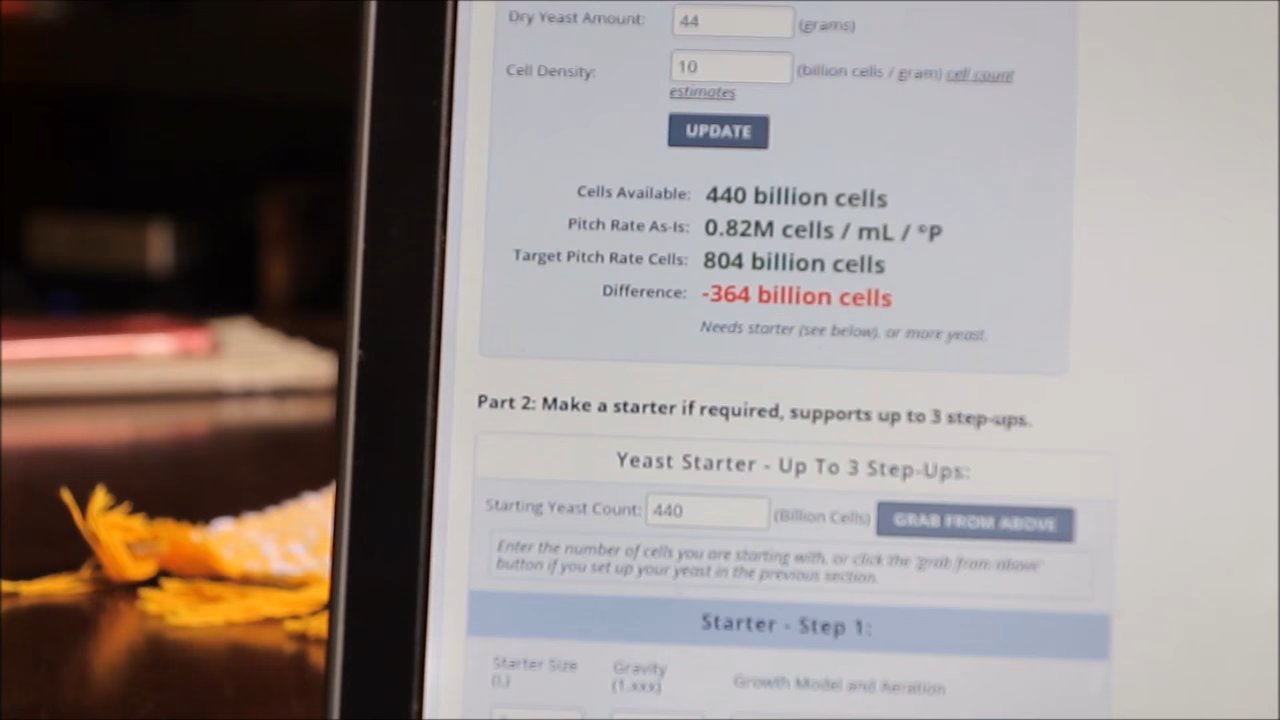 Dry Yeast Amount: 44 (grams)
Cell Density: 10 (billion cells / gram) cell count
estimates
UPDATE
Cells Available: 440 billion cells
Pitch Rate As-Is: 0.82M cells / mL / °P
Target Pitch Rate Cells: 804 billion cells
Difference: -364 billion cells
Needs starter (see below), or more yeast.
Part 2: Make a starter if required, supports up to 3 step-ups.
Yeast Starter - Up To 3 Step-Ups:
Starting Yeast Count: 440 (Billion Cells) GRAB FROM ABOVE
Enter the number of cells you are starting with, or click the 'grab from above'
button if you set up your yeast in the previous section.
Starter - Step 1:
Starter Size Gravity
(L) (1.xxx) Growth Model and Aeration